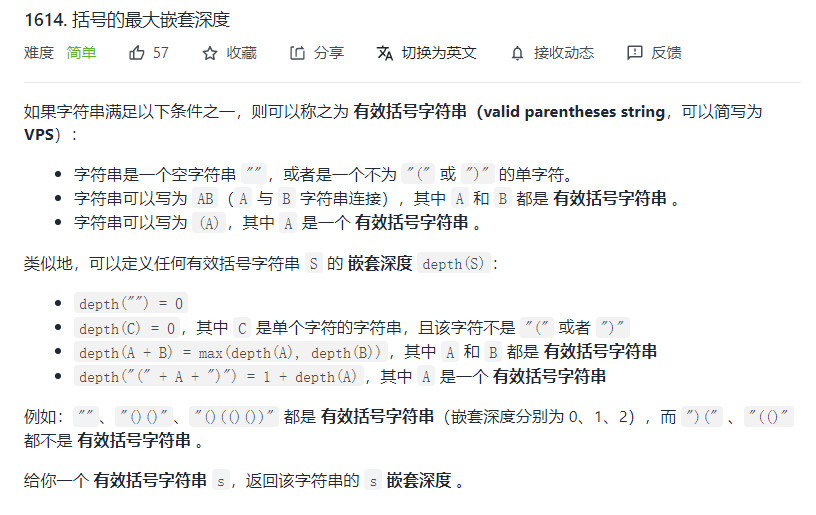 1614. 括号的最大嵌套深度
难度 简单 57 收藏 分享 切换为英文 接收动态 反馈
如果字符串满足以下条件之一，则可以称之为 有效括号字符串（valid parentheses string，可以简写为
VPS）：
• 字符串是一个空字符串 ""，或者是一个不为 "(" 或 ")" 的单字符。
• 字符串可以写为 AB（A 与 B 字符串连接），其中 A 和 B 都是 有效括号字符串 。
• 字符串可以写为 (A)，其中 A 是一个 有效括号字符串 。
类似地，可以定义任何有效括号字符串 S 的 嵌套深度 depth(S)：
• depth("") = 0
• depth(C) = 0，其中 C 是单个字符的字符串，且该字符不是 "(" 或者 ")"
• depth(A + B) = max(depth(A), depth(B))，其中 A 和 B 都是 有效括号字符串
• depth("(" + A + ")") = 1 + depth(A)，其中 A 是一个 有效括号字符串
例如：""、"()()"、"()(()())" 都是 有效括号字符串（嵌套深度分别为 0、1、2），而 ")(" 、"(()"
都不是 有效括号字符串 。
给你一个 有效括号字符串 s，返回该字符串的 s 嵌套深度 。